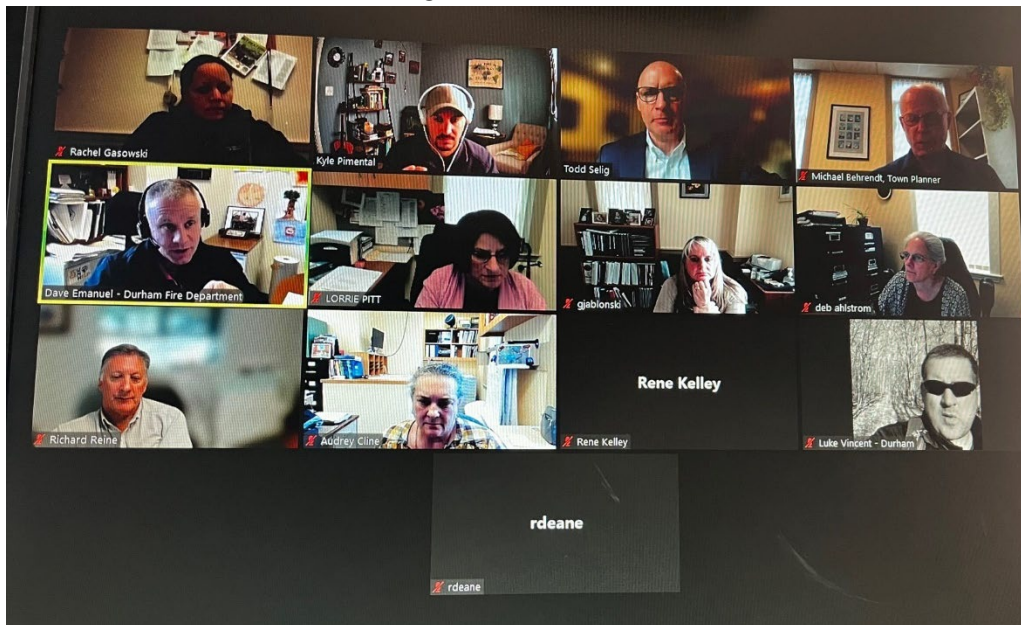 Rachel Gasowski
Kyle Pimental
Todd Selig
Michael Behrendt, Town Planner
Dave Emanuel - Durham Fire Department
LORRIE PITT
gjablonski
deb ahlstrom
Richard Reine
Audrey Cline
Rene Kelley
Rene Kelley
Luke Vincent - Durham
rdeane
rdeane